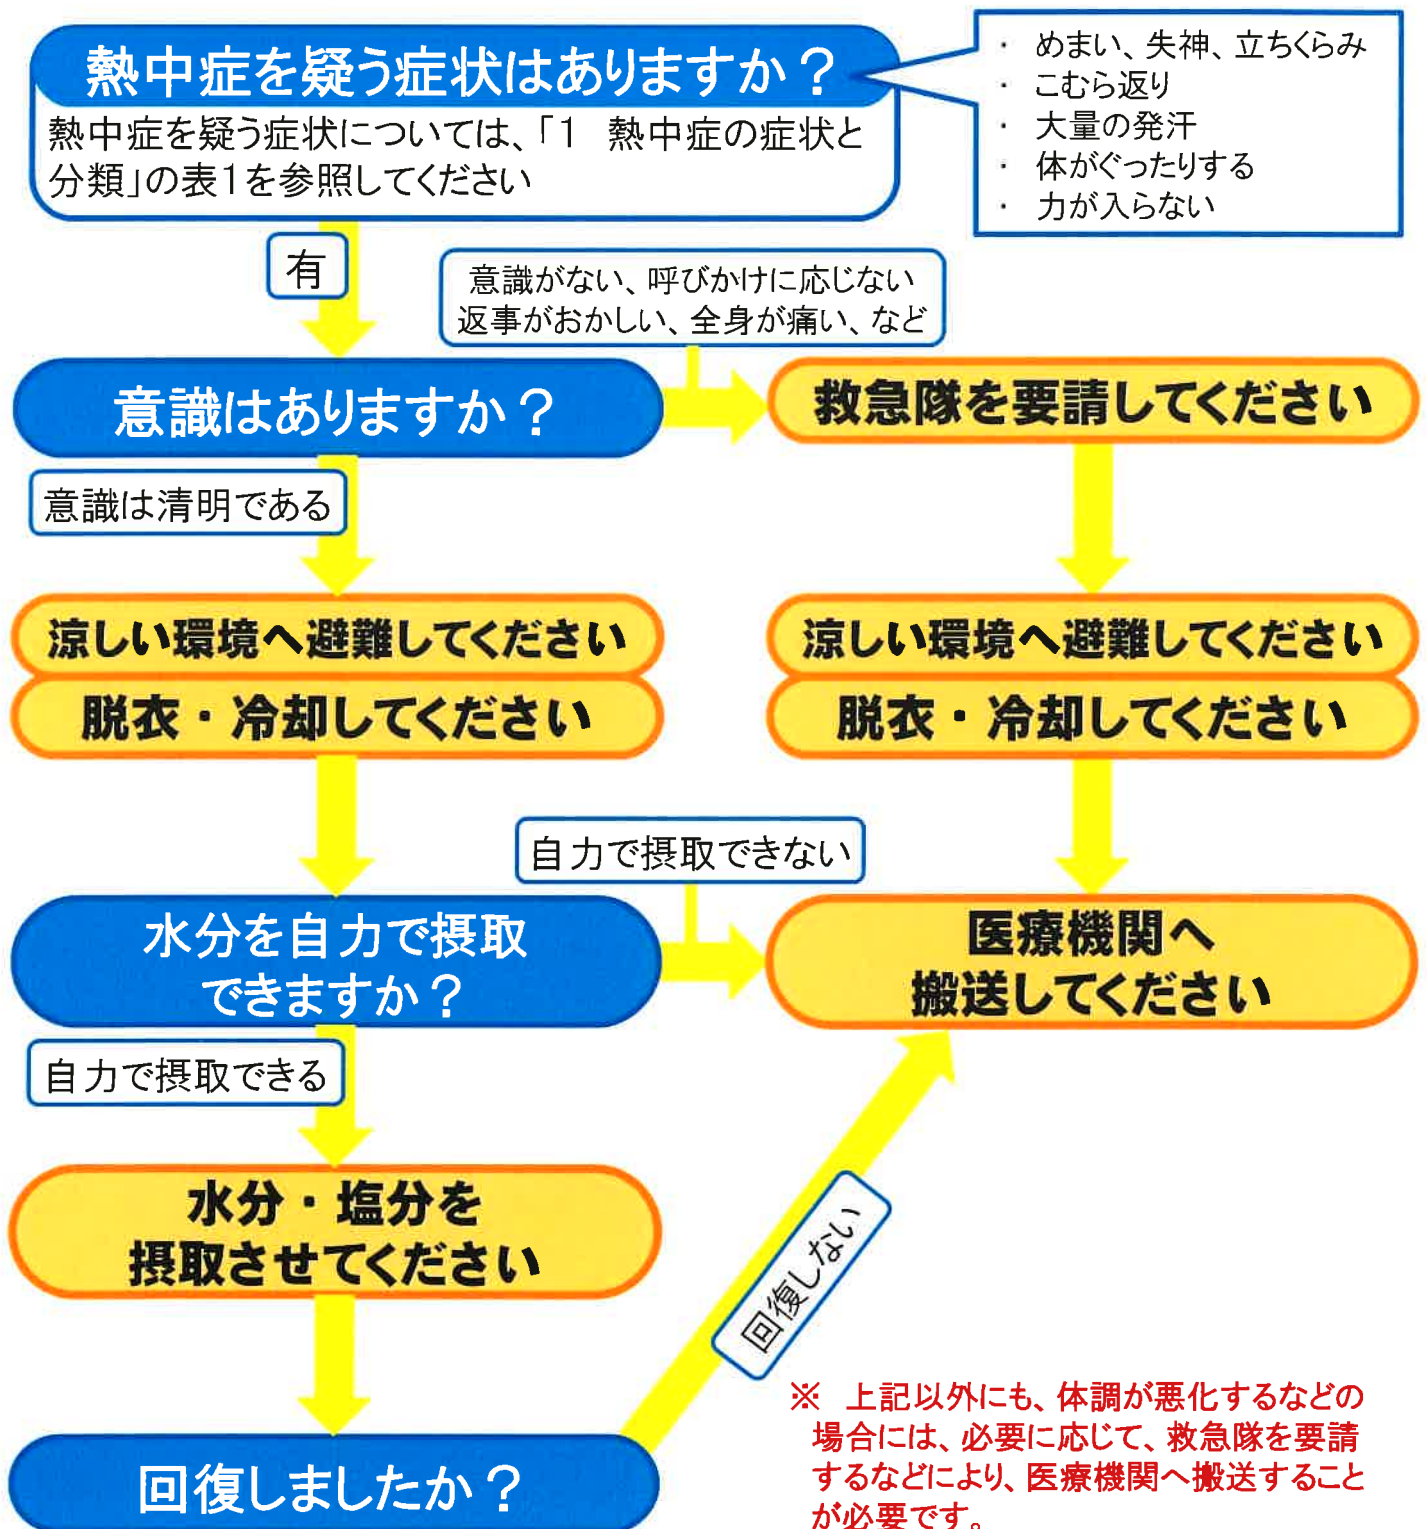 熱中症を疑う症状はありますか？
熱中症を疑う症状については、「1　熱中症の症状と
分類」の表1を参照してください
・ めまい、失神、立ちくらみ
・ こむら返り
・ 大量の発汗
・ 体がぐったりする
・ 力が入らない
有
意識がない、呼びかけに応じない
返事がおかしい、全身が痛い、など
意識はありますか？
救急隊を要請してください
意識は清明である
涼しい環境へ避難してください
脱衣・冷却してください
涼しい環境へ避難してください
脱衣・冷却してください
自力で摂取できない
水分を自力で摂取
できますか？
医療機関へ
搬送してください
自力で摂取できる
水分・塩分を
摂取させてください
回復しない
回復しましたか？
※ 上記以外にも、体調が悪化するなどの
場合には、必要に応じて、救急隊を要請
するなどにより、医療機関へ搬送すること
が必要です。